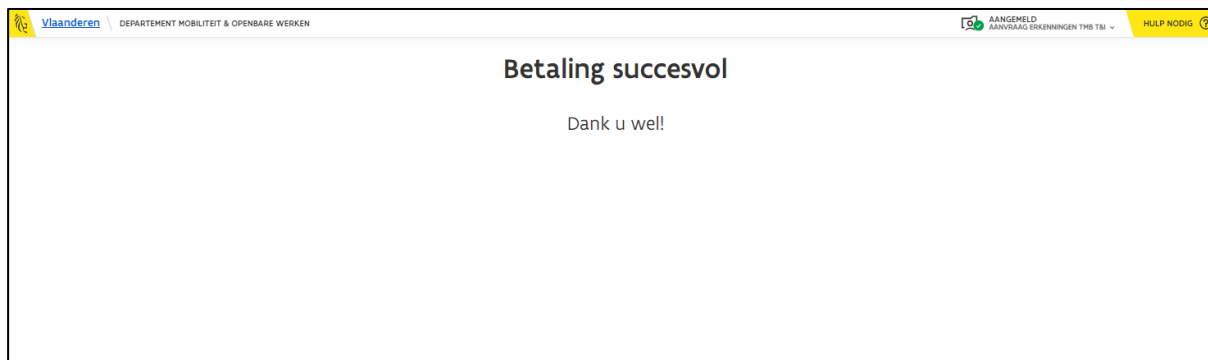 Vlaanderen DEPARTEMENT MOBILITEIT & OPENBARE WERKEN AANGEMELD HULP NODIG
AANVRAAG ERKENNINGEN TMB T&I
Betaling succesvol
Dank u wel!